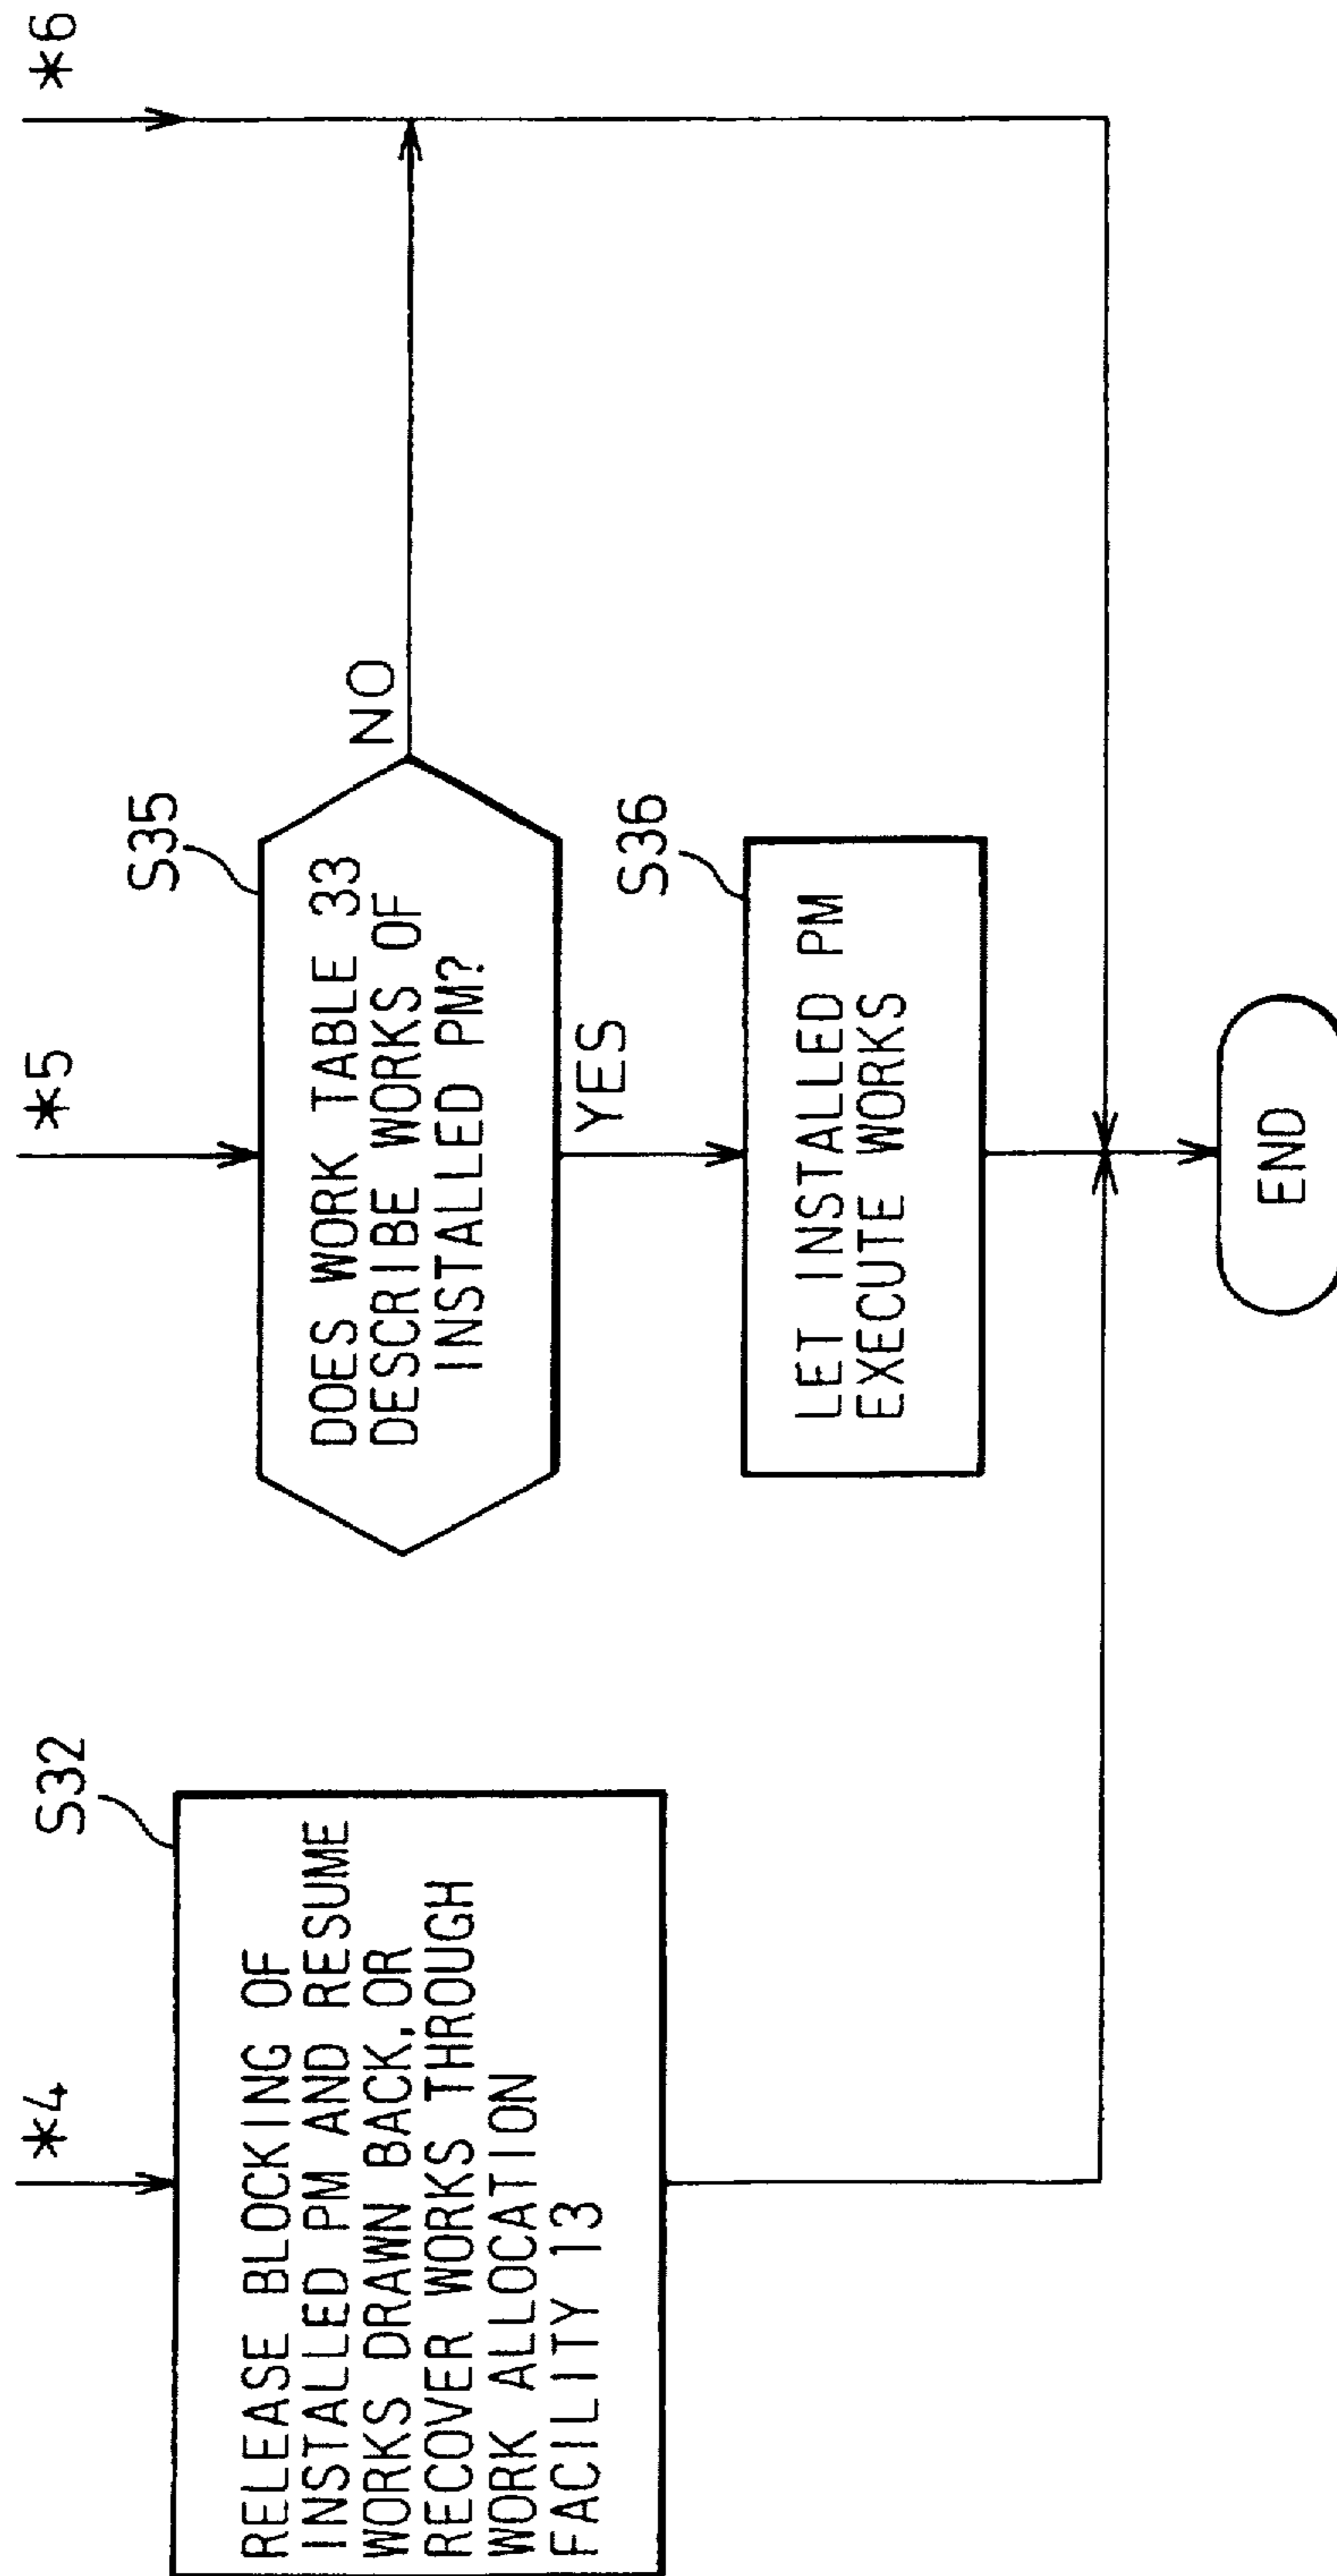 *4
S32
RELEASE BLOCKING OF
INSTALLED PM AND RESUME
WORKS DRAWN BACK, OR
RECOVER WORKS THROUGH
WORK ALLOCATION
FACILITY 13
*5
S35
DOES WORK TABLE 33
DESCRIBE WORKS OF
INSTALLED PM?
NO
YES
S36
LET INSTALLED PM
EXECUTE WORKS
*6
END